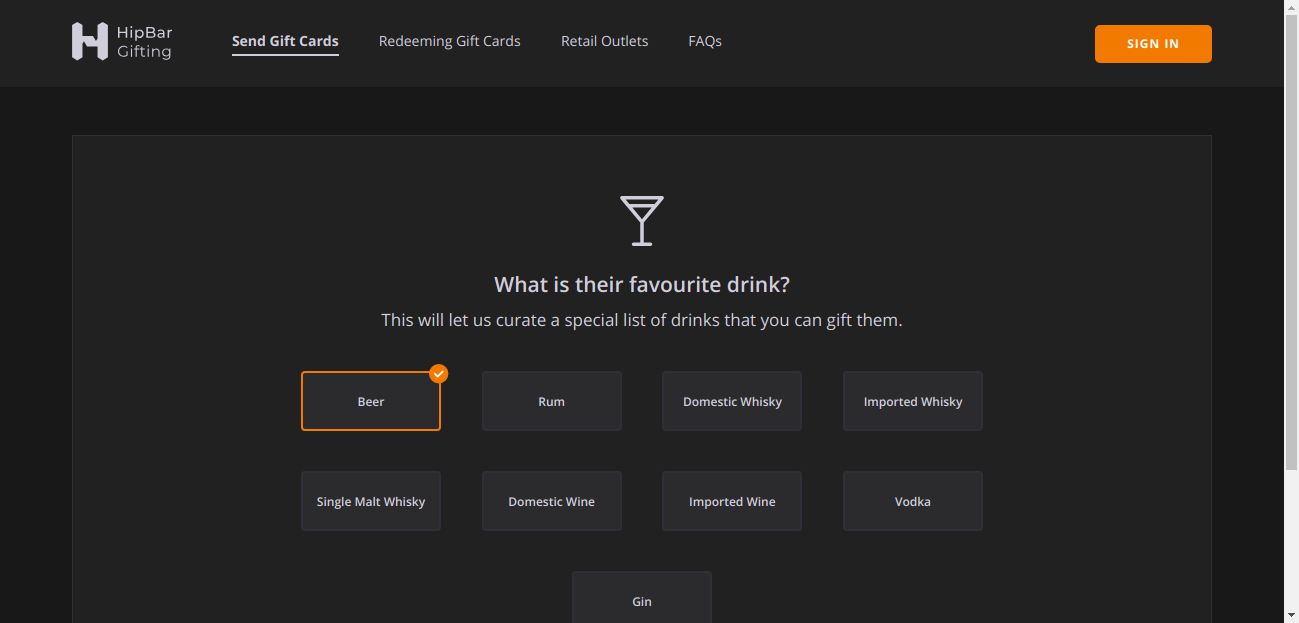 HipBar
Gifting
Send Gift Cards
Redeeming Gift Cards
Retail Outlets
FAQs
SIGN IN
What is their favourite drink?
This will let us curate a special list of drinks that you can gift them.
Beer
Rum
Domestic Whisky
Imported Whisky
Single Malt Whisky
Domestic Wine
Imported Wine
Vodka
Gin